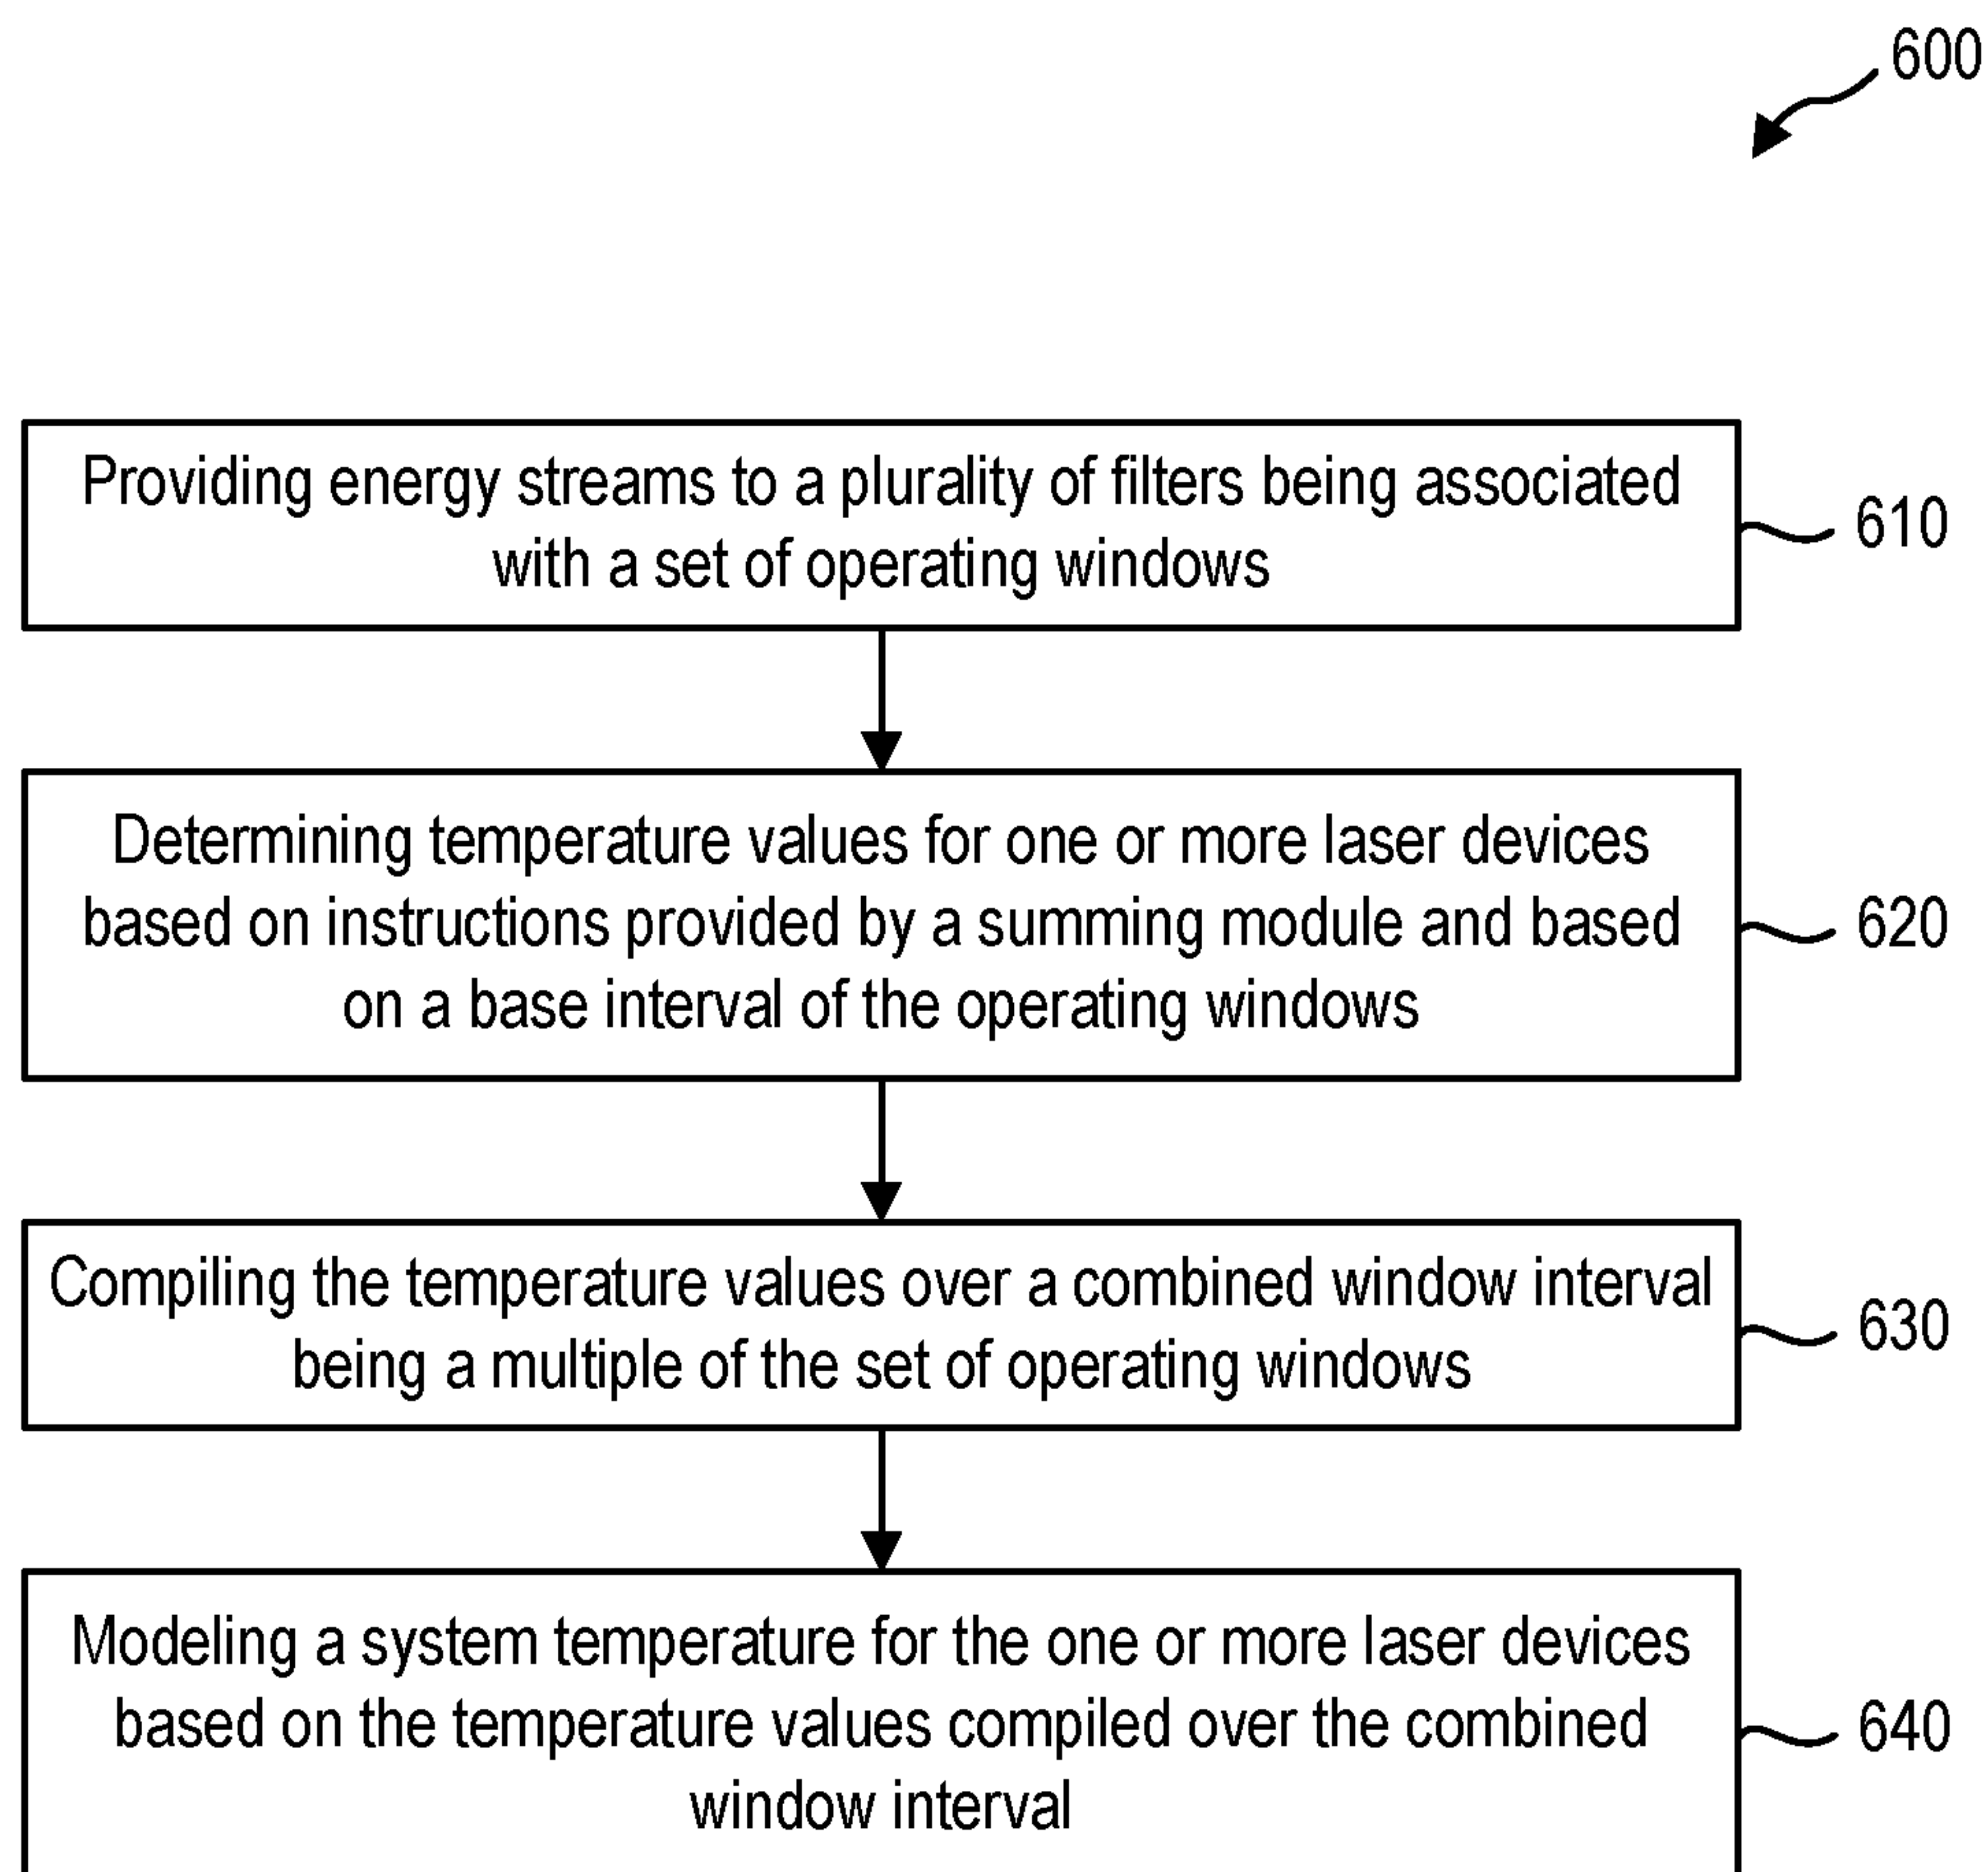 600
Providing energy streams to a plurality of filters being associated
with a set of operating windows
610
Determining temperature values for one or more laser devices
based on instructions provided by a summing module and based
on a base interval of the operating windows
620
Compiling the temperature values over a combined window interval
being a multiple of the set of operating windows
630
Modeling a system temperature for the one or more laser devices
based on the temperature values compiled over the combined
window interval
640